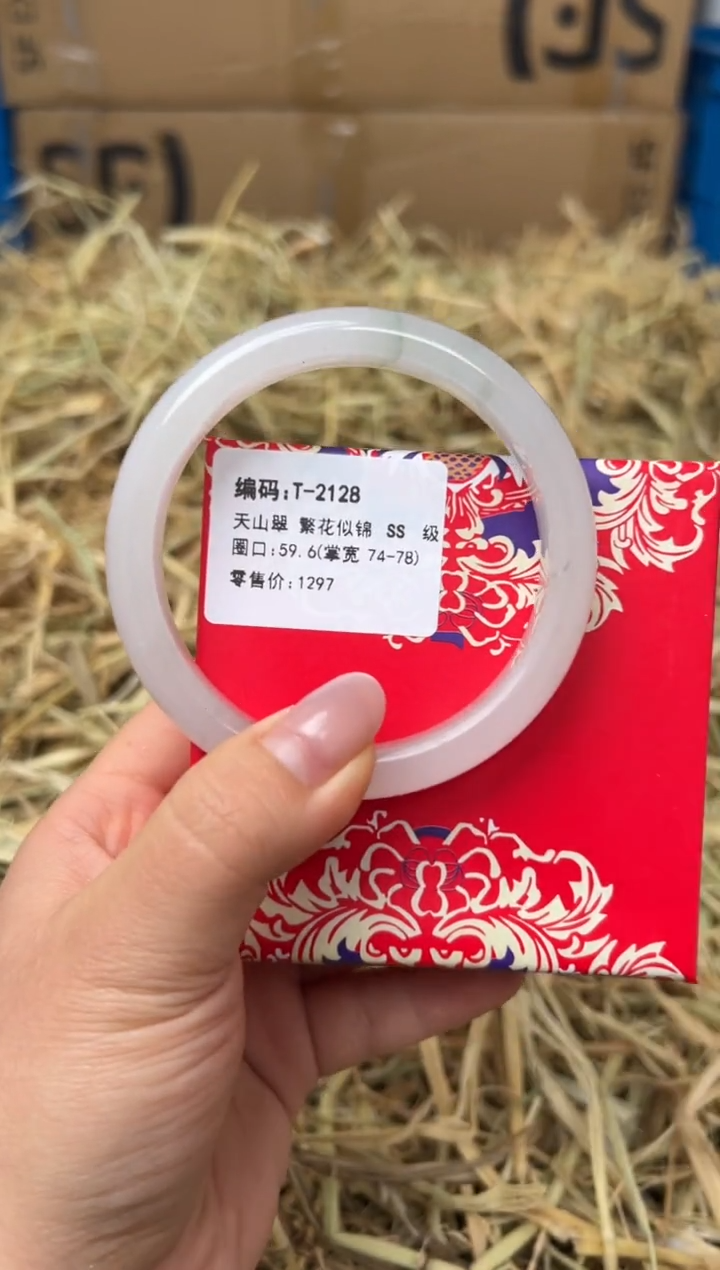 编码:T-2128
天山翠 繁花似锦 SS 级
圈口:59.6(掌宽 74-78)
零售价:1297